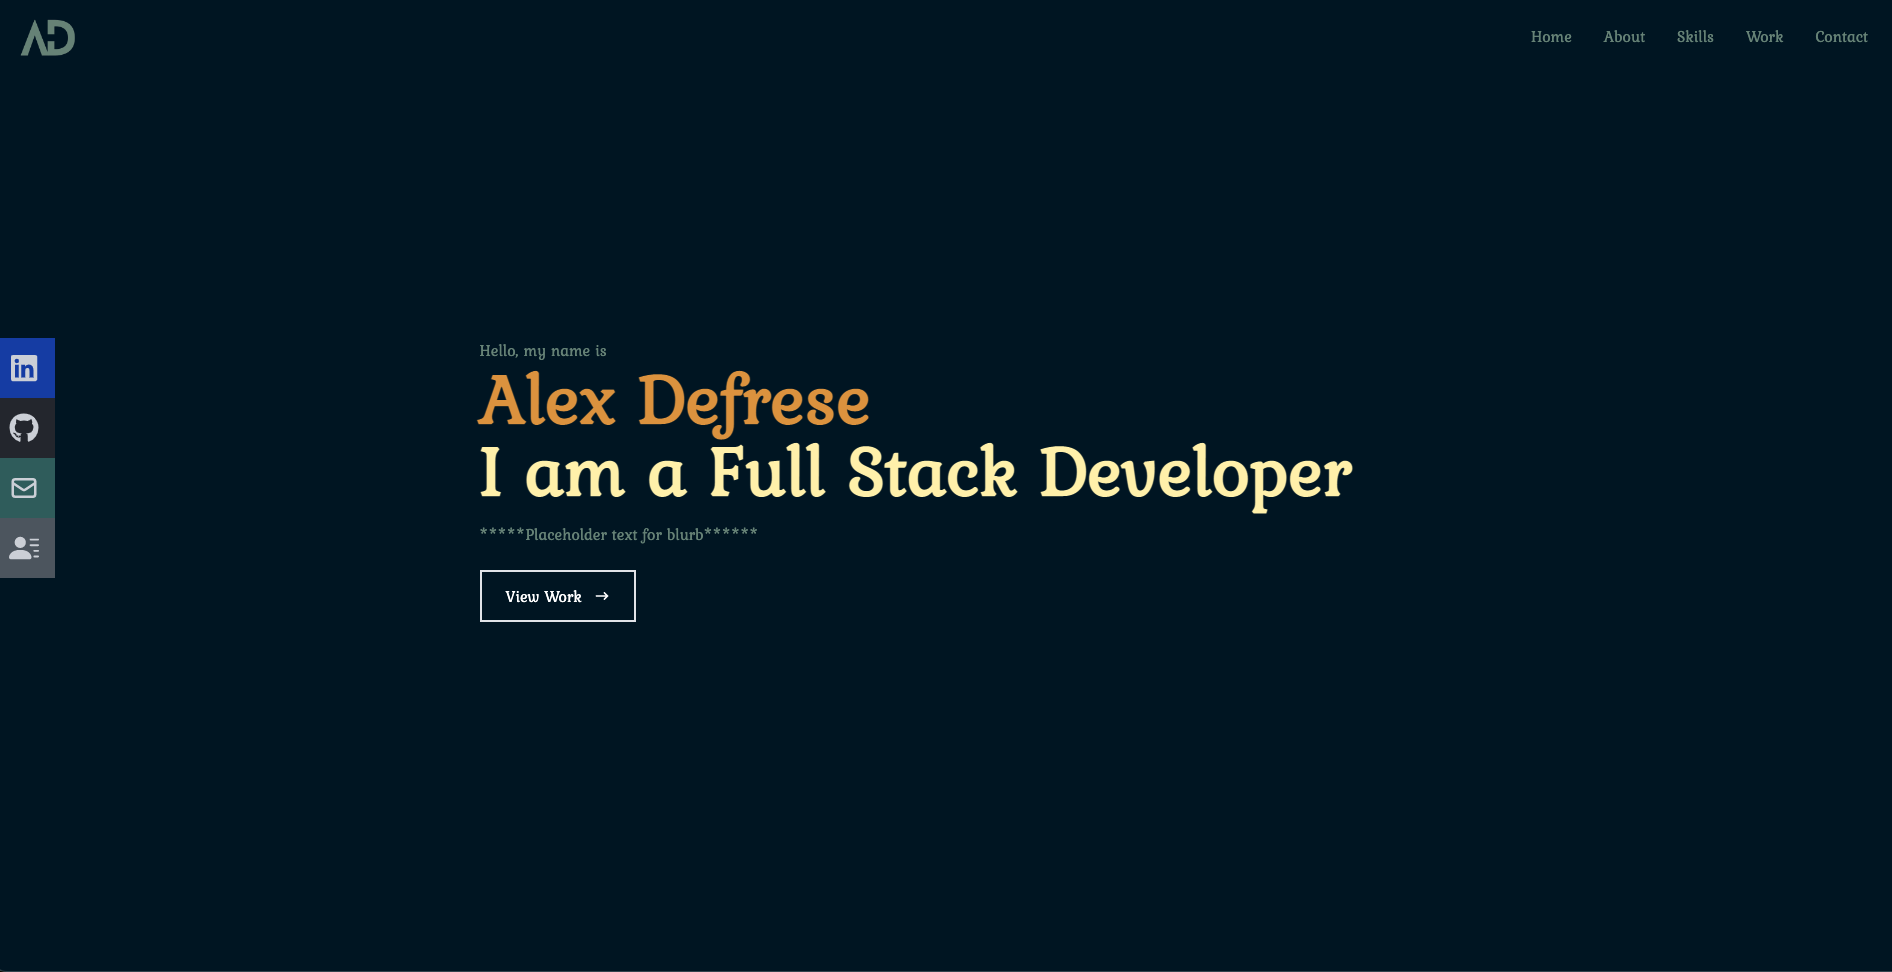 AD
Home About Skills Work Contact
Hello, my name is
Alex Defrese
I am a Full Stack Developer
*****Placeholder text for blurb******
View Work →
in